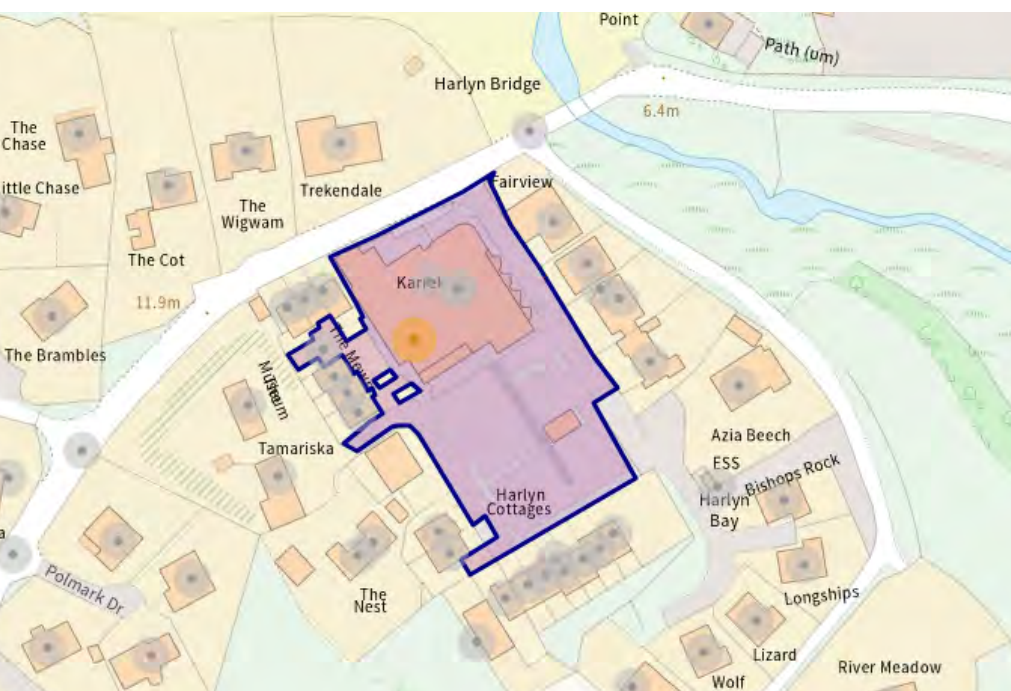 Point
Path (um)
Harlyn Bridge
6.4m
The
Chase
ittle Chase
Trekendale
Fairview
The
Wigwam
The Cot
11.9m
The Brambles
The
Museum
Tamariska
Azia Beech
ESS
Bishops Rock
Harlyn
Bay
Harlyn
Cottages
Polmark Dr
The
Nest
Longships
Lizard
Wolf
River Meadow
a